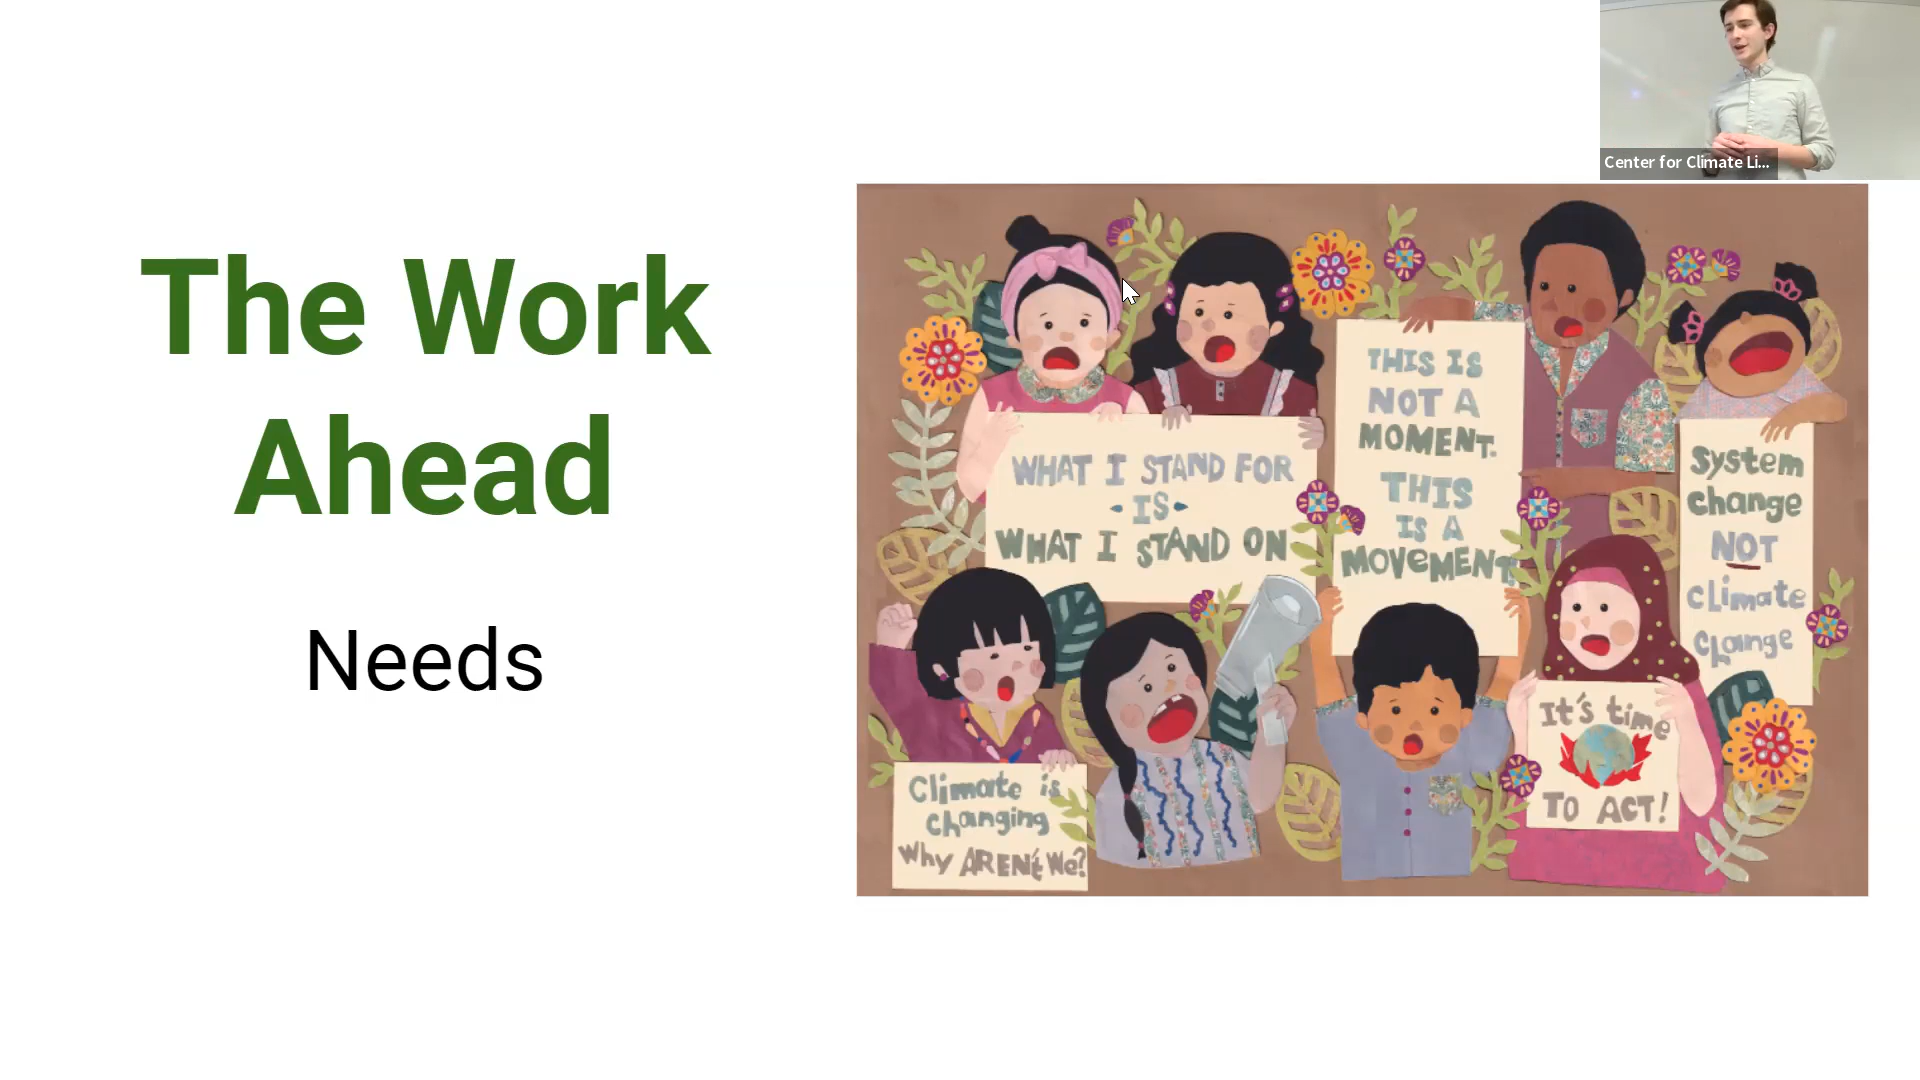 Center for Climate Li...
The Work
Ahead
Needs
WHAT I STAND FOR
IS
WHAT I STAND ON
THIS IS
NOT A
MOMENT.
THIS
IS A
MOVEMENT
System
change
NOT
climate
change
Climate is
changing
Why AREN't We?
It's time
TO ACT!